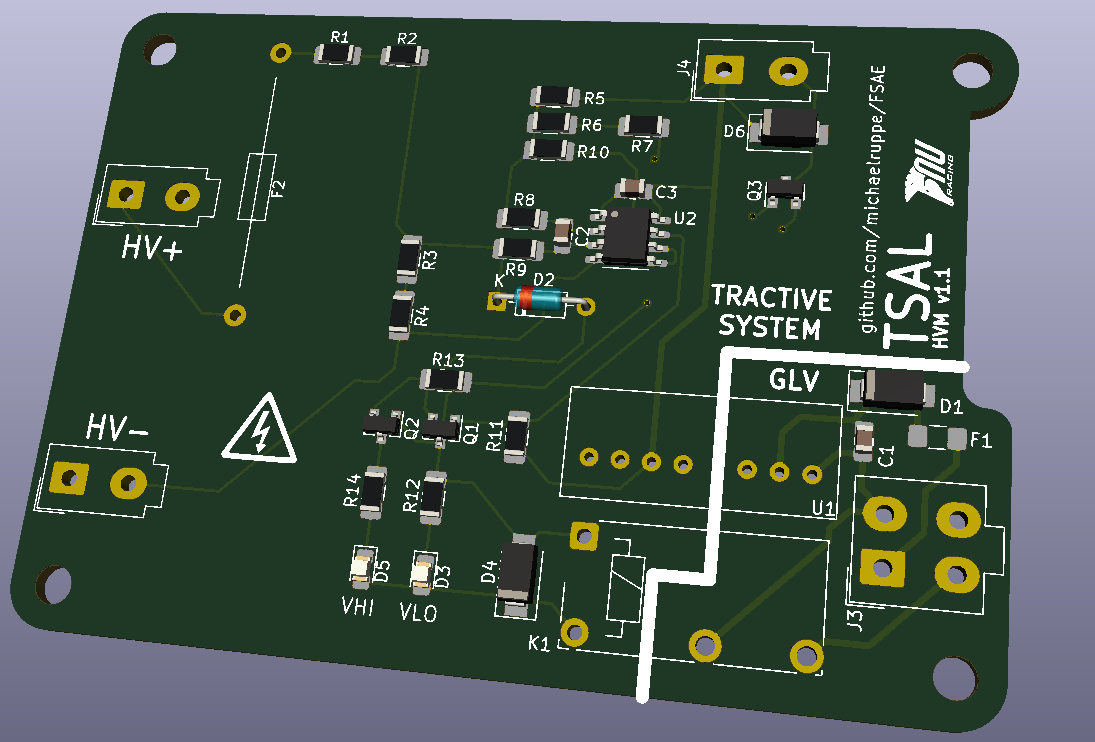 R1
R2
J4
R5
R6
R7
R10
D6
github.com/michaelruppe/FSAE
BNU
RACING
F2
C3
Q3
R8
C2
U2
HV+
R9
R3
K
D2
R4
TRACTIVE
SYSTEM
TSAL
HVM v1.1
R13
GLV
D1
HV-
Q2
Q1
R11
C1
F1
R14
R12
U1
D5
D3
D4
J3
VHI
VLO
K1